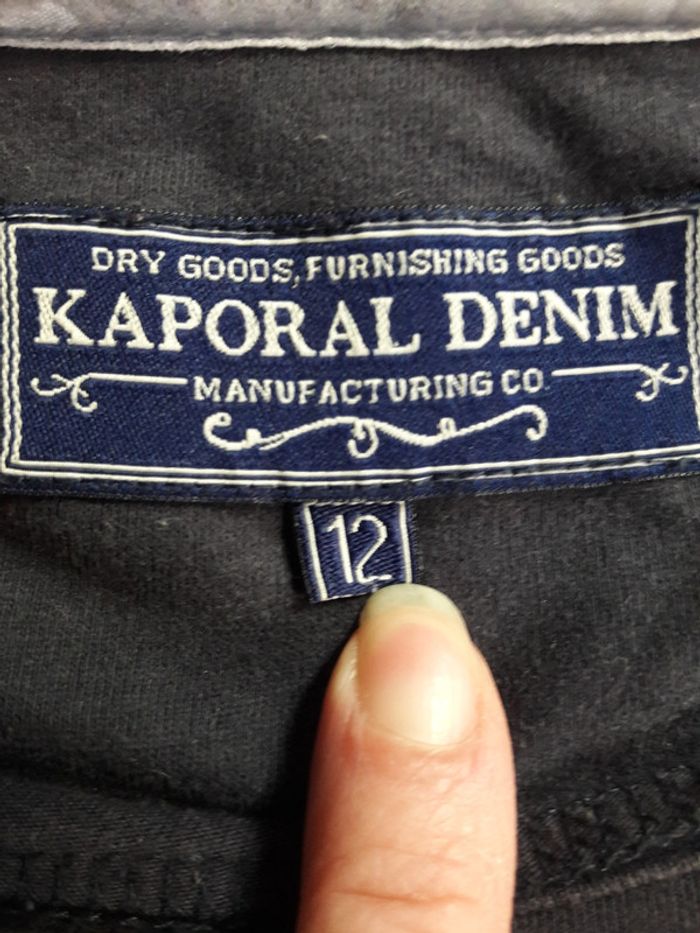 DRY GOODS, FURNISHING GOODS
KAPORAL DENIM
MANUFACTURING CO.
12